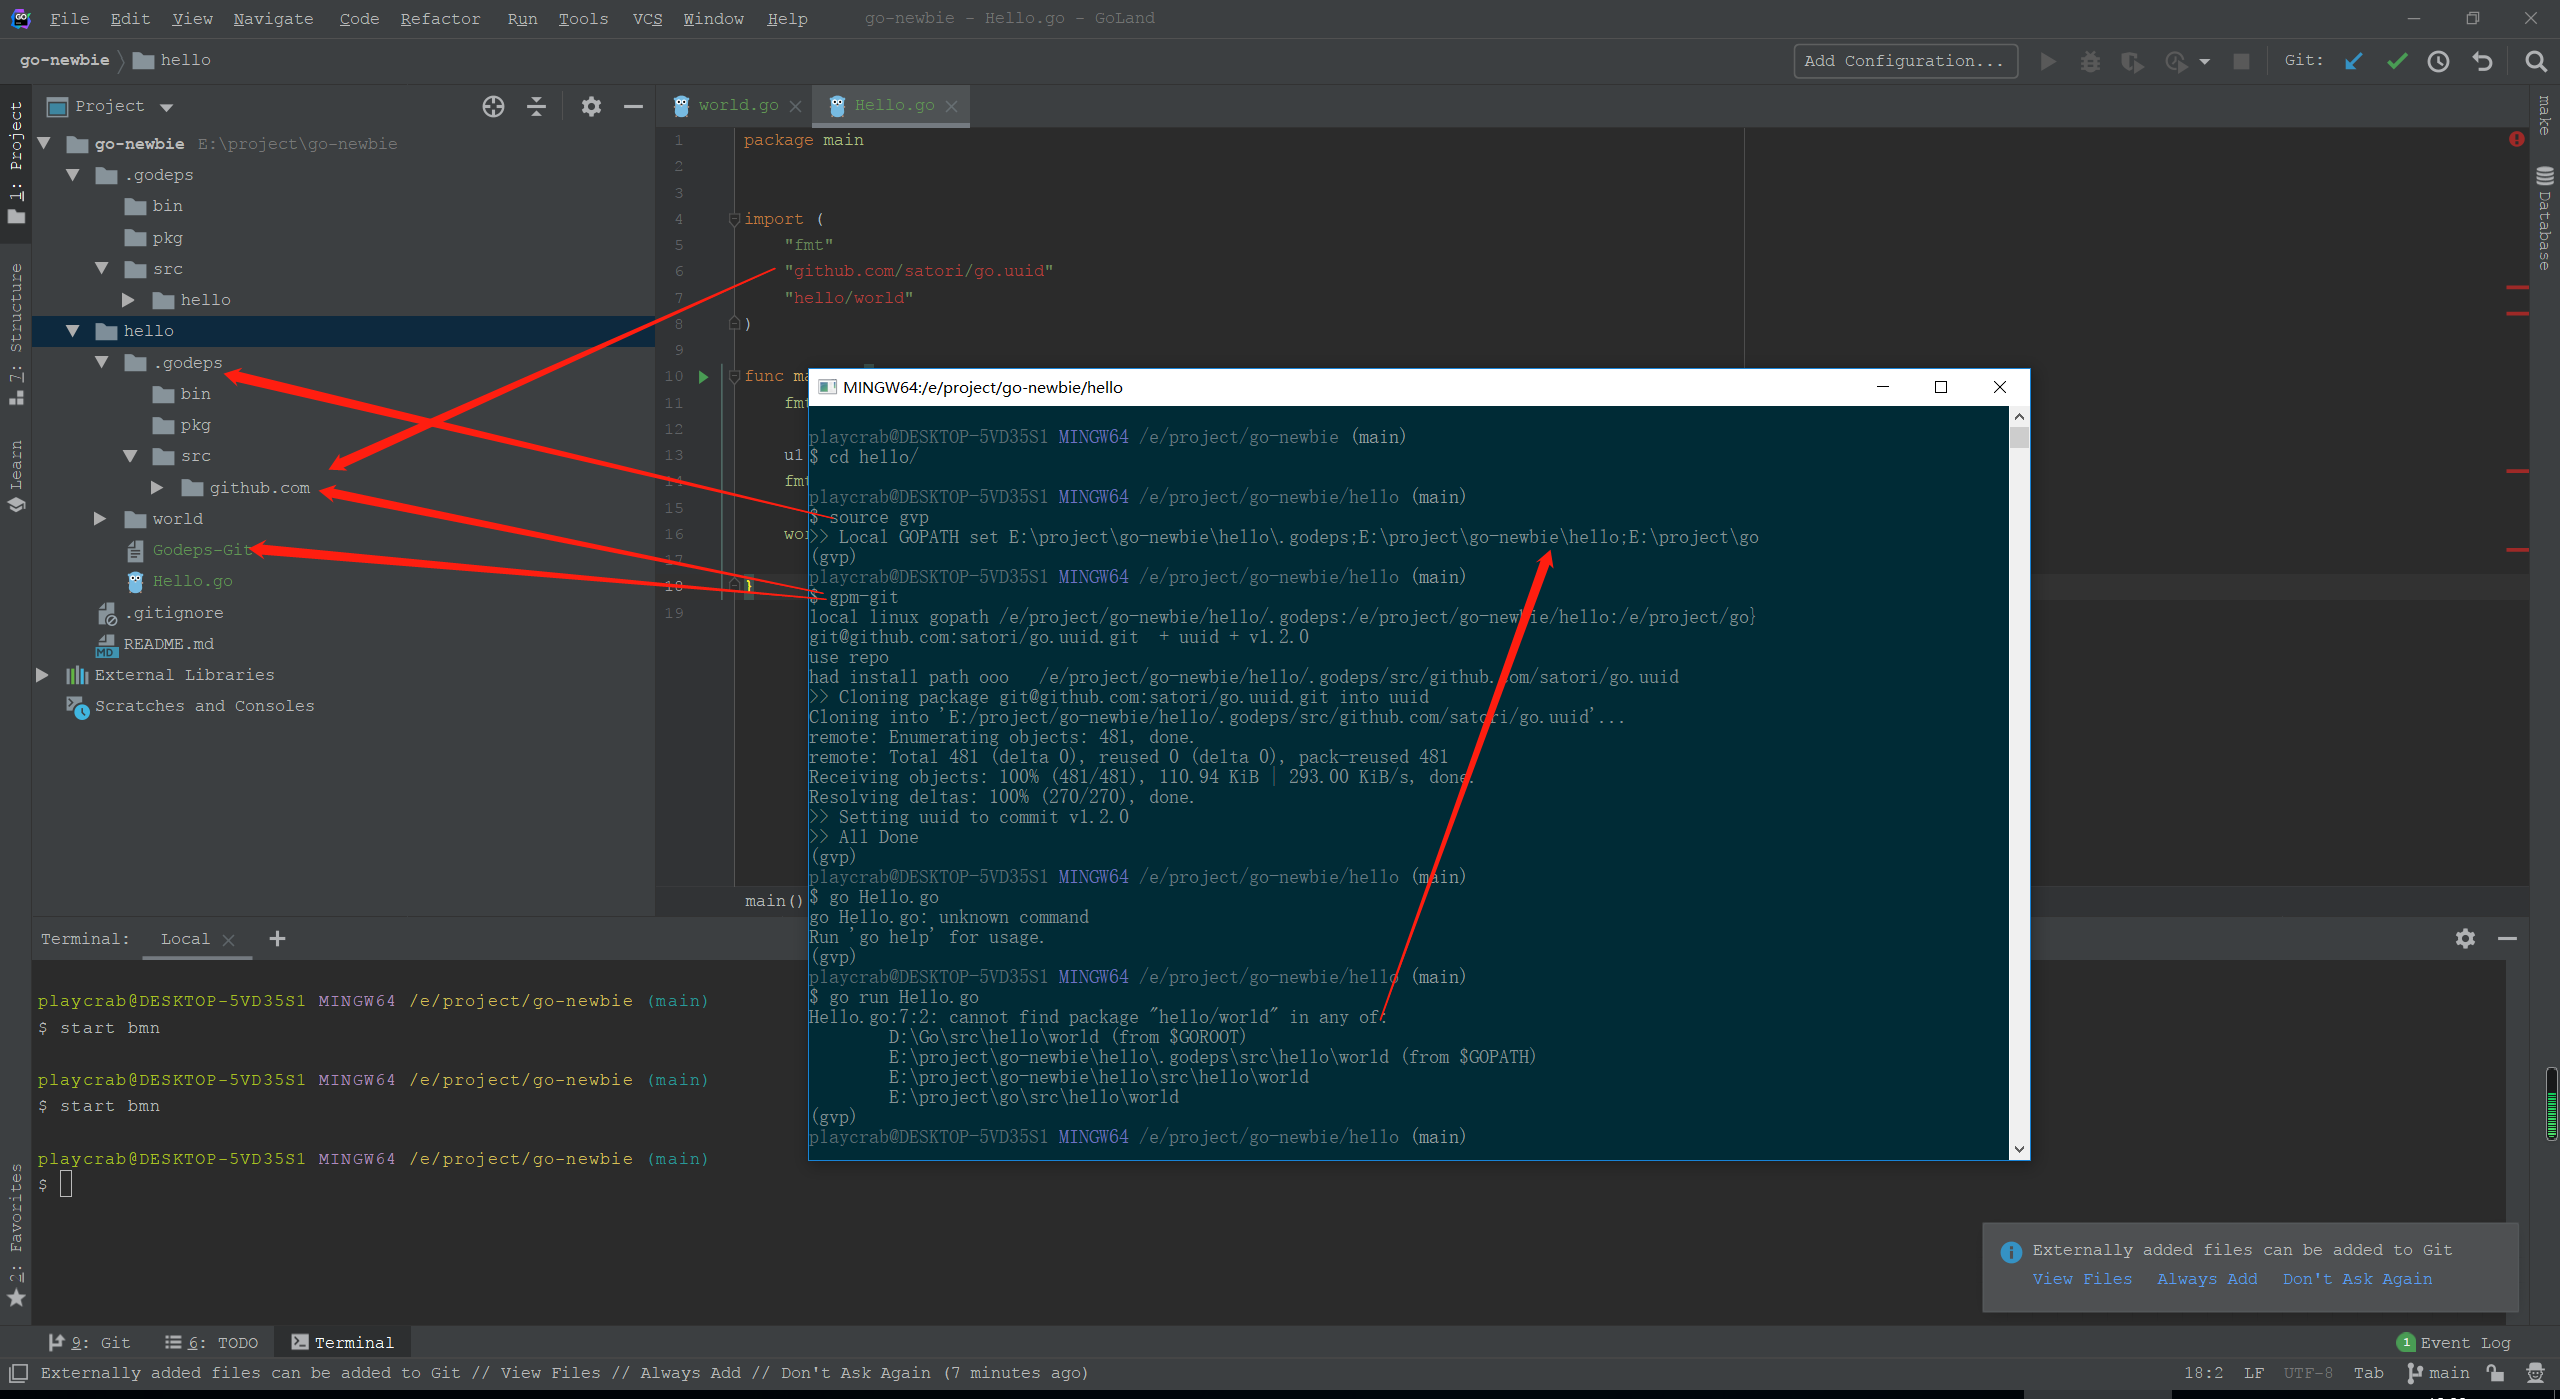 File Edit View Navigate Code Refactor Run Tools VCS Window Help go-newbie - Hello.go - GoLand
go-newbie hello
Add Configuration... Git:
1: Project
7: Structure
Learn
2: Favorites
Project
go-newbie E:\project\go-newbie
.godeps
bin
pkg
src
hello
hello
.godeps
bin
pkg
src
github.com
world
Godeps-Git
Hello.go
.gitignore
README.md
External Libraries
Scratches and Consoles
world.go Hello.go
1 package main
2
3
4 import (
5 "fmt"
6 "github.com/satori/go.uuid"
7 "hello/world"
8 )
9
10 func ma
11 fmt
12
13 u1
14 fmt
15
16 wor
17
18 }
19
main()
make
Database
MINGW64:/e/project/go-newbie/hello
playcrab@DESKTOP-5VD35S1 MINGW64 /e/project/go-newbie (main)
$ cd hello/
playcrab@DESKTOP-5VD35S1 MINGW64 /e/project/go-newbie/hello (main)
$ source gvp
>> Local GOPATH set E:\project\go-newbie\hello\.godeps;E:\project\go-newbie\hello;E:\project\go
(gvp)
playcrab@DESKTOP-5VD35S1 MINGW64 /e/project/go-newbie/hello (main)
$ gpm-git
local linux gopath /e/project/go-newbie/hello/.godeps:/e/project/go-newbie/hello:/e/project/go}
git@github.com:satori/go.uuid.git + uuid + v1.2.0
use repo
had install path ooo /e/project/go-newbie/hello/.godeps/src/github.com/satori/go.uuid
>> Cloning package git@github.com:satori/go.uuid.git into uuid
Cloning into 'E:/project/go-newbie/hello/.godeps/src/github.com/satori/go.uuid'...
remote: Enumerating objects: 481, done.
remote: Total 481 (delta 0), reused 0 (delta 0), pack-reused 481
Receiving objects: 100% (481/481), 110.94 KiB | 293.00 KiB/s, done.
Resolving deltas: 100% (270/270), done.
>> Setting uuid to commit v1.2.0
>> All Done
(gvp)
playcrab@DESKTOP-5VD35S1 MINGW64 /e/project/go-newbie/hello (main)
$ go Hello.go
go Hello.go: unknown command
Run 'go help' for usage.
(gvp)
playcrab@DESKTOP-5VD35S1 MINGW64 /e/project/go-newbie/hello (main)
$ go run Hello.go
Hello.go:7:2: cannot find package "hello/world" in any of:
D:\Go\src\hello\world (from $GOROOT)
E:\project\go-newbie\hello\.godeps\src\hello\world (from $GOPATH)
E:\project\go-newbie\hello\src\hello\world
E:\project\go\src\hello\world
(gvp)
playcrab@DESKTOP-5VD35S1 MINGW64 /e/project/go-newbie/hello (main)
Terminal: Local
playcrab@DESKTOP-5VD35S1 MINGW64 /e/project/go-newbie (main)
$ start bmn
playcrab@DESKTOP-5VD35S1 MINGW64 /e/project/go-newbie (main)
$ start bmn
playcrab@DESKTOP-5VD35S1 MINGW64 /e/project/go-newbie (main)
$
Externally added files can be added to Git
View Files Always Add Don't Ask Again
9: Git 6: TODO Terminal
1 Event Log
Externally added files can be added to Git // View Files // Always Add // Don't Ask Again (7 minutes ago)
18:2 LF UTF-8 Tab main